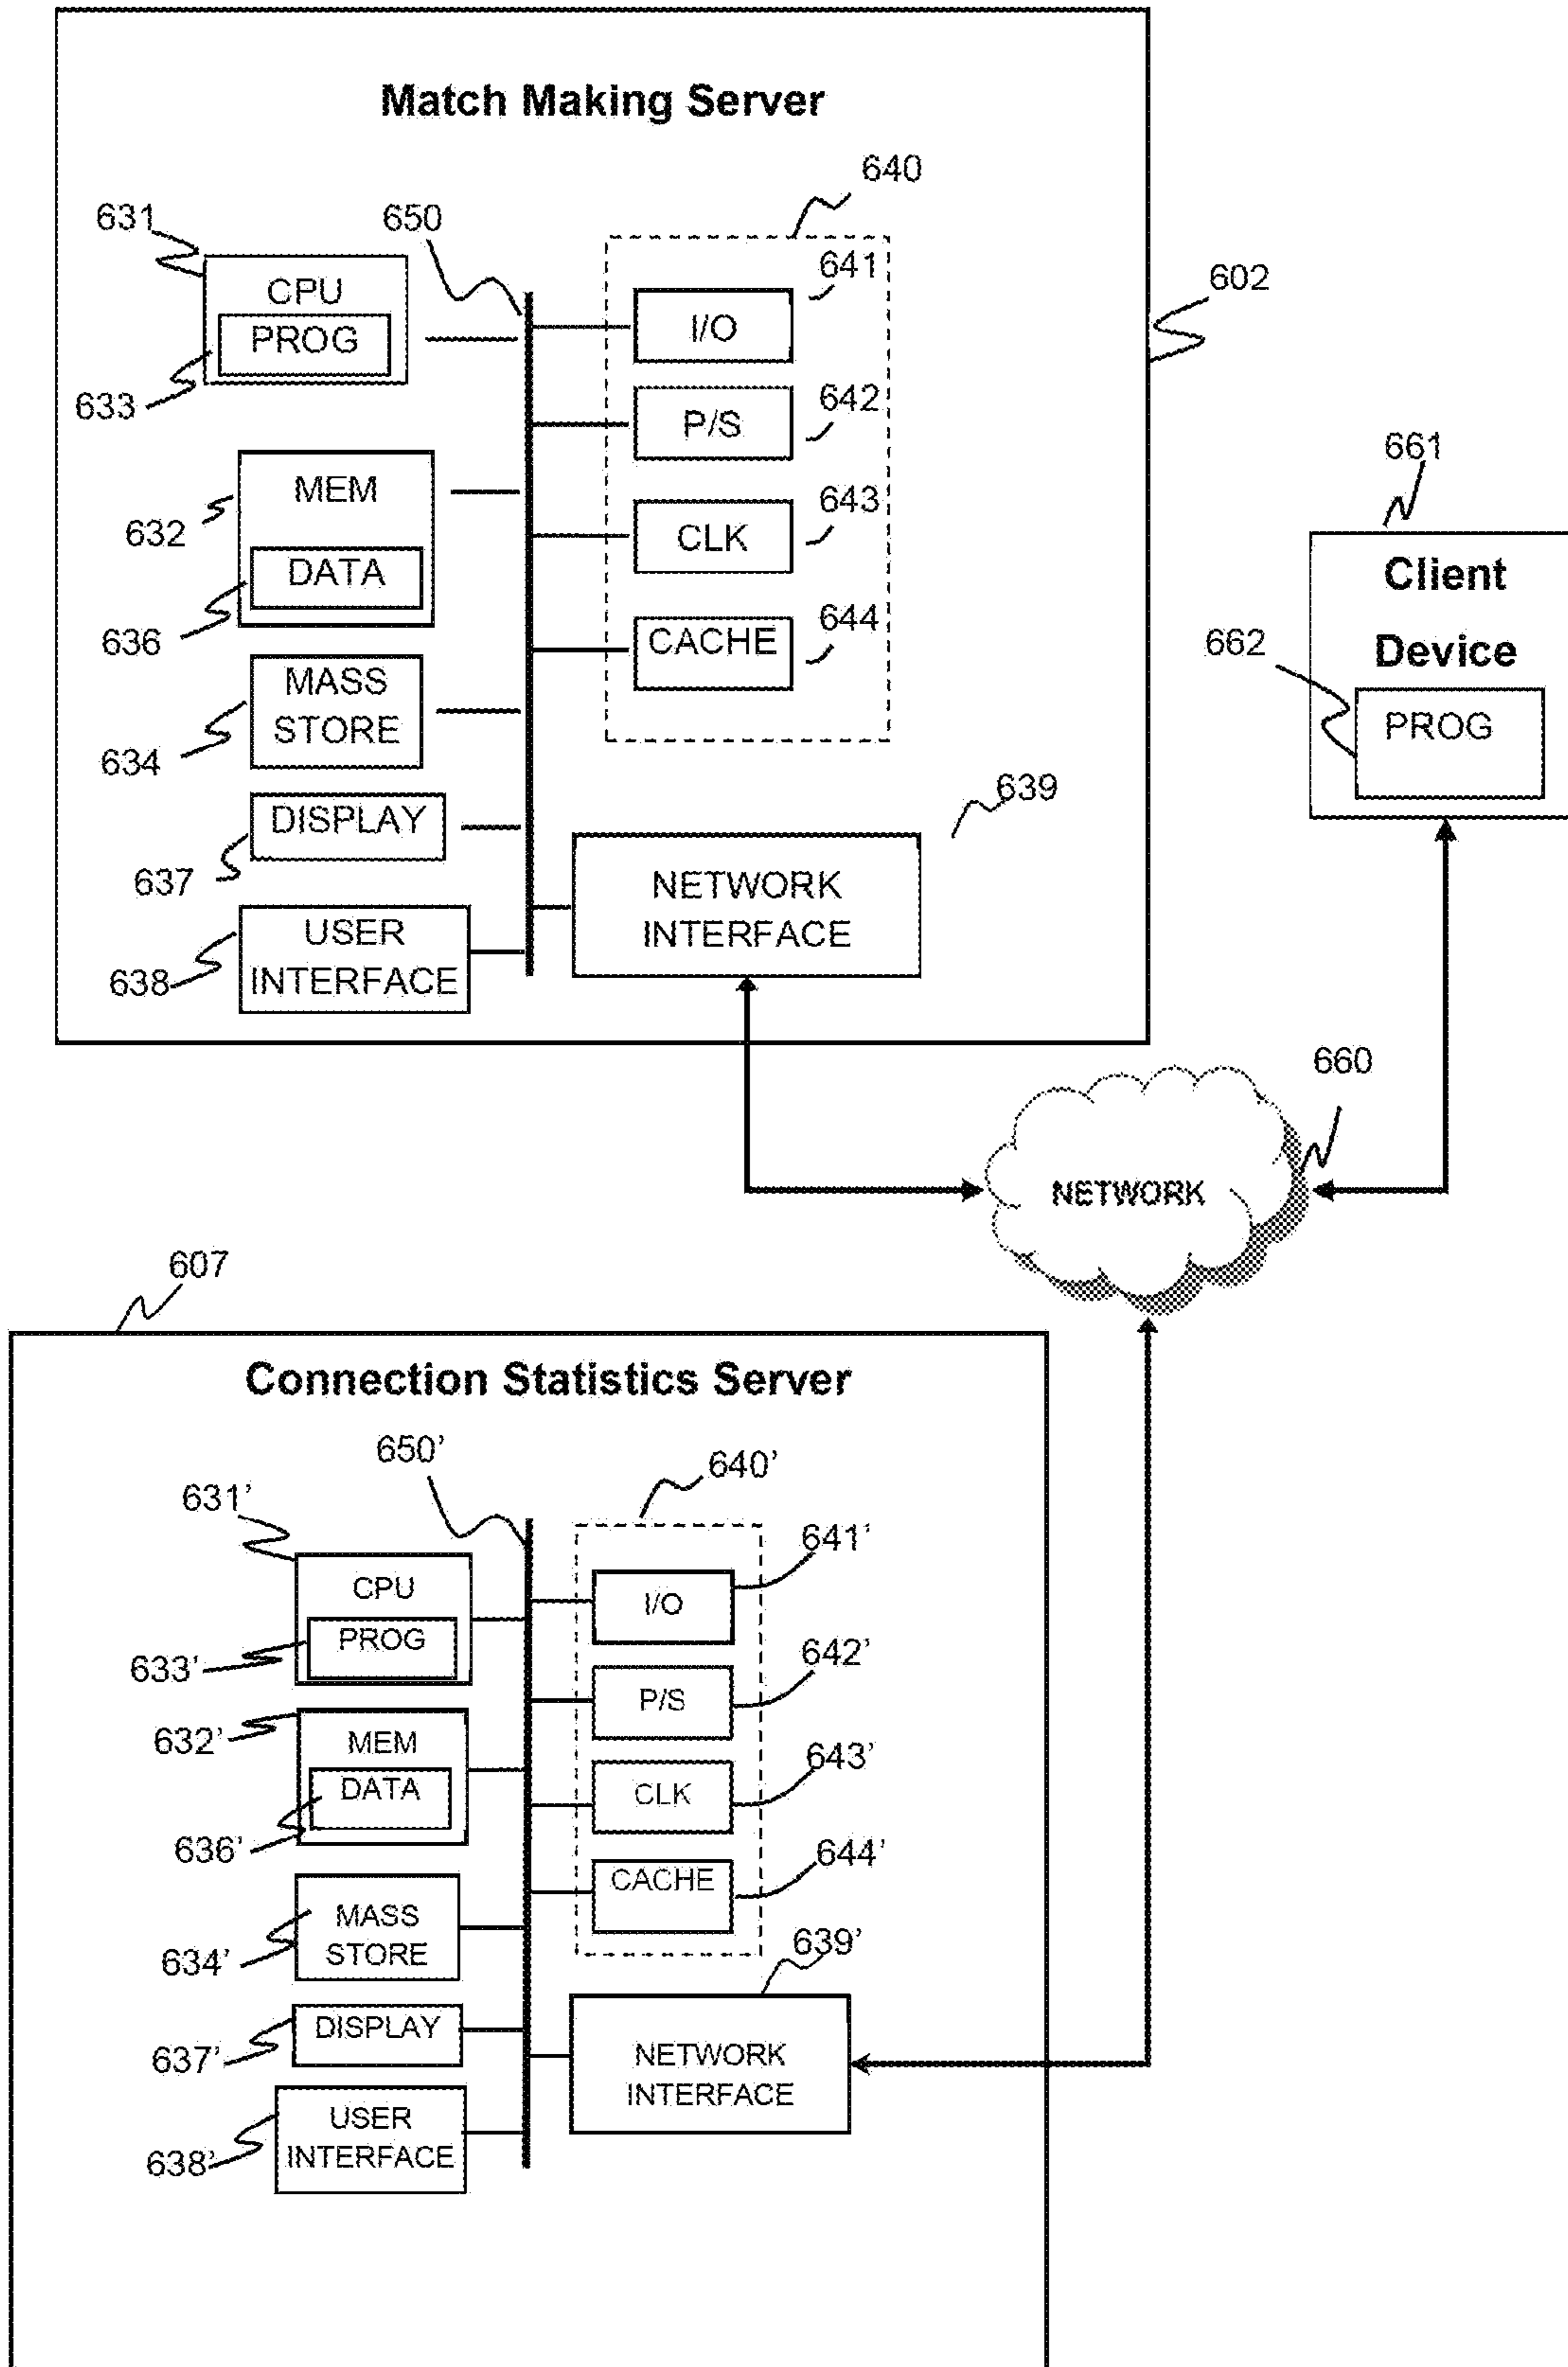 Match Making Server
640
631
650
641
602
CPU
I/O
PROG
633
642
P/S
661
MEM
643
632
CLK
Client
DATA
644
636
CACHE
662
Device
MASS
STORE
PROG
634
639
DISPLAY
637
NETWORK
INTERFACE
USER
INTERFACE
638
660
NETWORK
607
Connection Statistics Server
650'
640'
631'
641'
CPU
I/O
PROG
633'
642'
P/S
632'
MEM
643'
DATA
CLK
636'
644'
CACHE
MASS
STORE
634'
639'
DISPLAY
637'
NETWORK
INTERFACE
USER
INTERFACE
638'